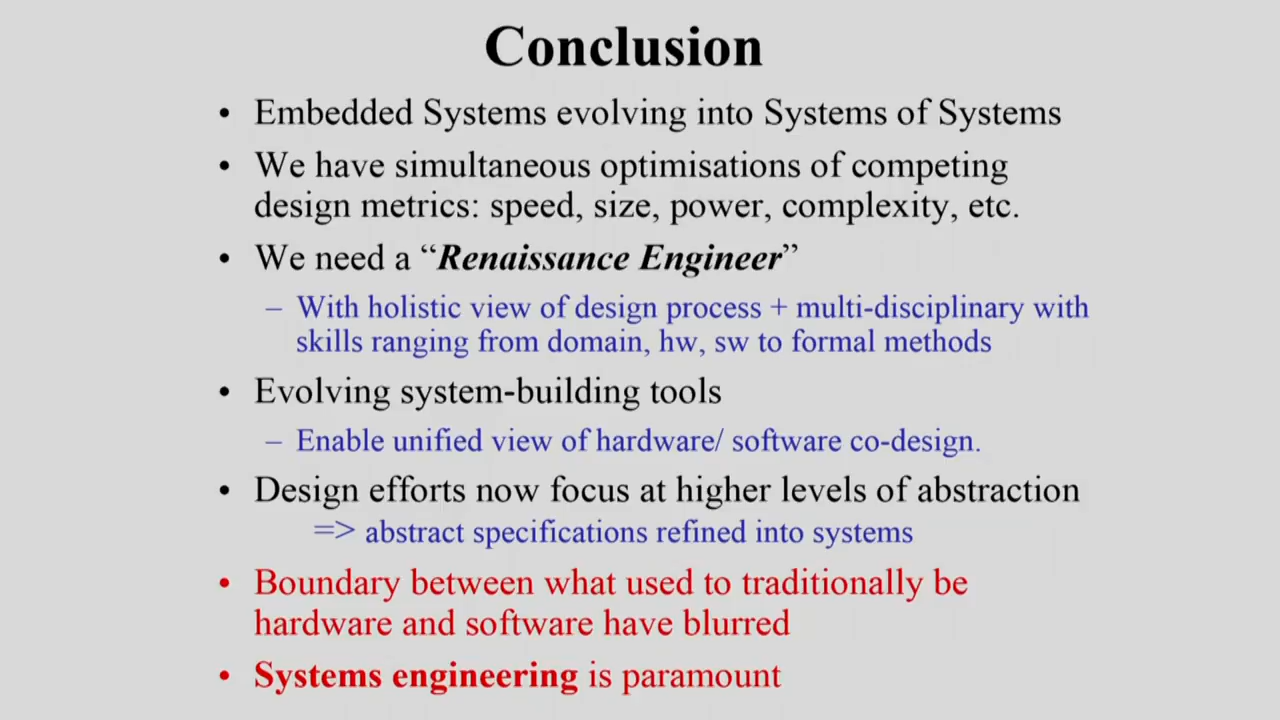 Conclusion
• Embedded Systems evolving into Systems of Systems
• We have simultaneous optimisations of competing
design metrics: speed, size, power, complexity, etc.
• We need a “Renaissance Engineer”
– With holistic view of design process + multi-disciplinary with
skills ranging from domain, hw, sw to formal methods
• Evolving system-building tools
– Enable unified view of hardware/ software co-design.
• Design efforts now focus at higher levels of abstraction
=> abstract specifications refined into systems
• Boundary between what used to traditionally be
hardware and software have blurred
• Systems engineering is paramount